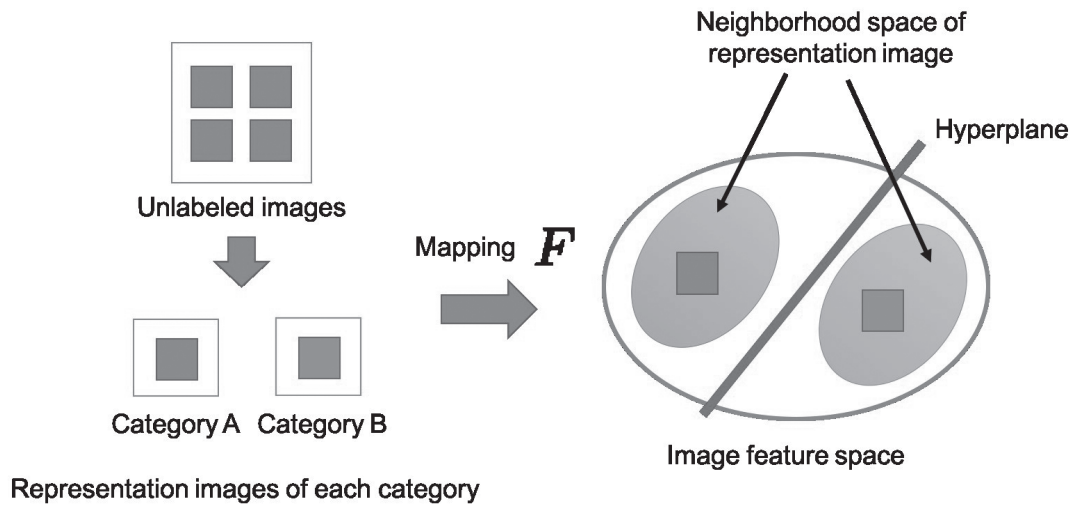 Unlabeled images
Category A
Category B
Representation images of each category
Mapping F
Neighborhood space of
representation image
Hyperplane
Image feature space